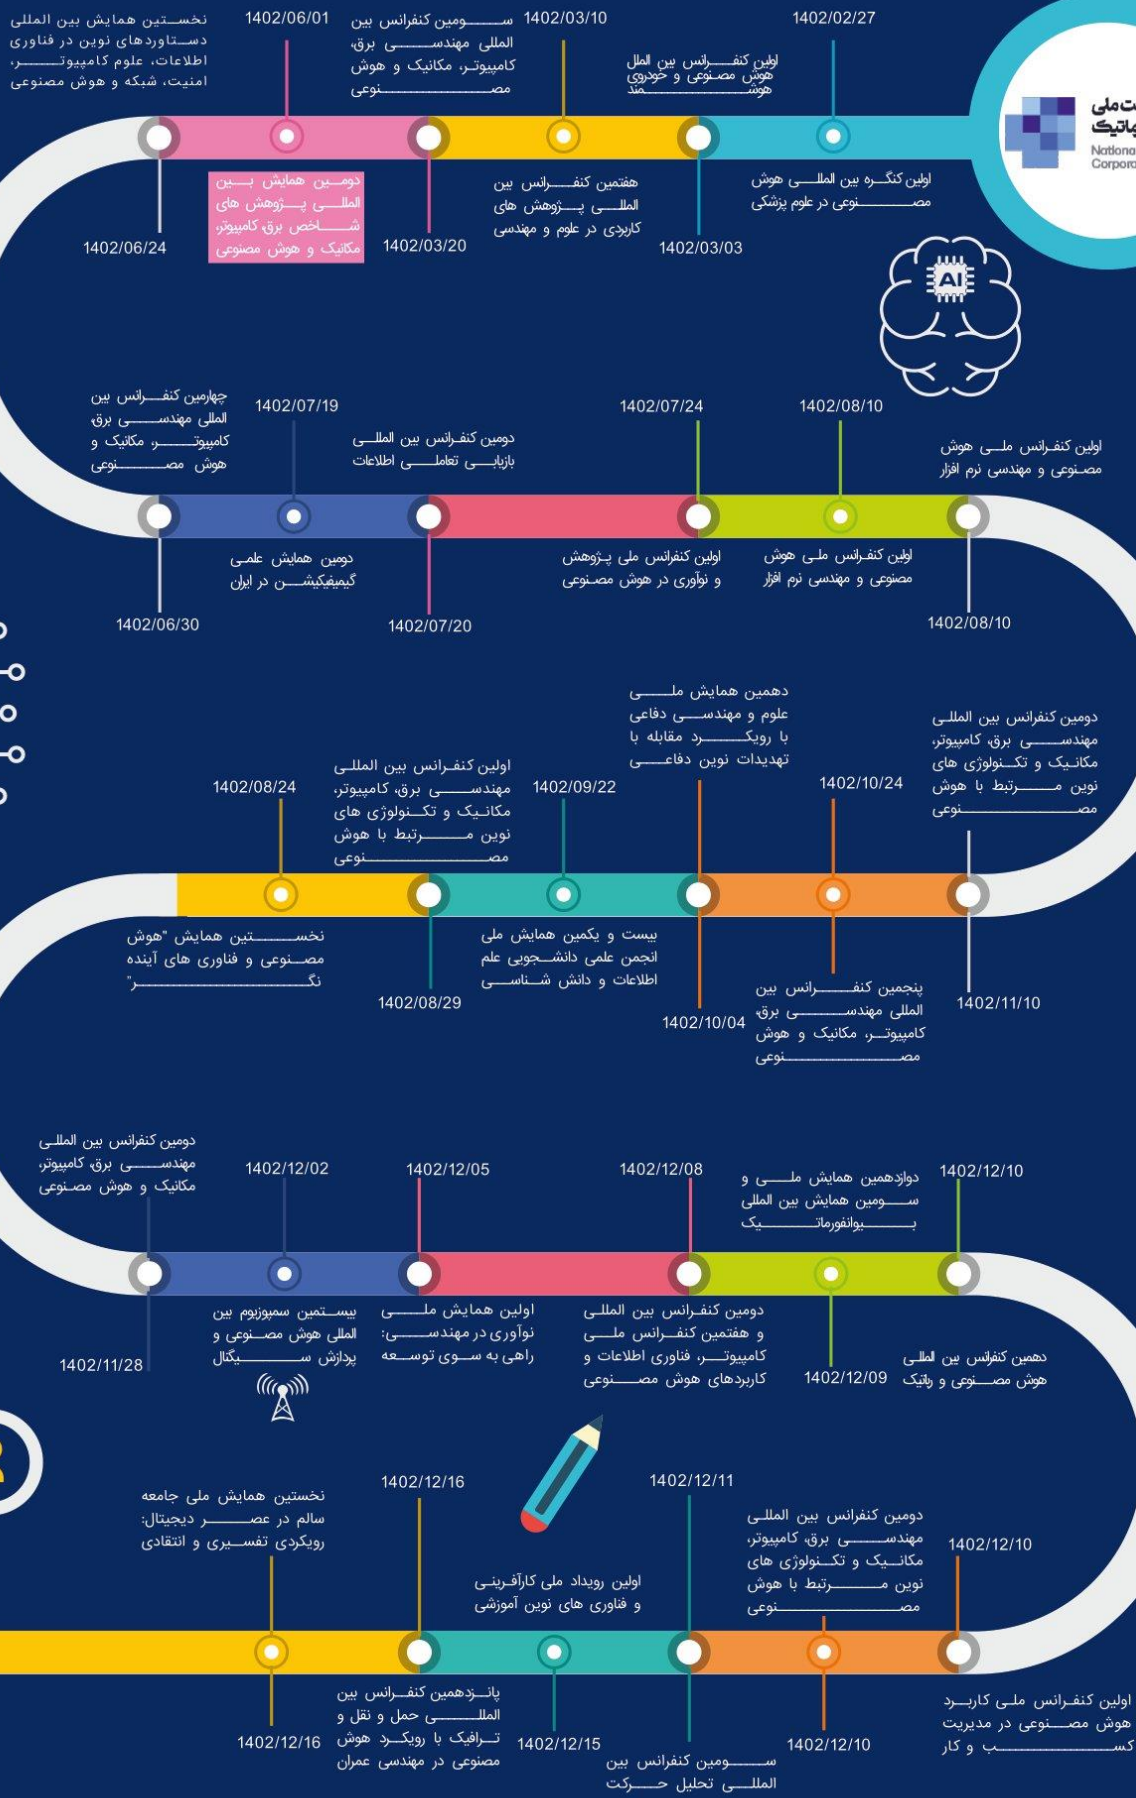 ت ملی
Nationa
Corpora
1402/02/27
اولین کنگره بین المللی هوش
مصنوعی در علوم پزشکی
اولین کنفرانس بین الملل
هوش مصنوعی و خودروی
هوشمند
1402/03/03
1402/03/10
هفتمین کنفرانس بین
المللی پژوهش های
کاربردی در علوم و مهندسی
سومین کنفرانس بین
المللی مهندسی برق،
کامپیوتر، مکانیک و هوش
مصنوعی
1402/03/20
1402/06/01
دومین همایش بین
المللی پژوهش های
شاخص برق، کامپیوتر،
مکانیک و هوش مصنوعی
نخستین همایش بین المللی
دستاوردهای نوین در فناوری
اطلاعات، علوم کامپیوتر،
امنیت، شبکه و هوش مصنوعی
1402/06/24
AI
چهارمین کنفرانس بین
المللی مهندسی برق،
کامپیوتر، مکانیک و
هوش مصنوعی
1402/06/30
1402/07/19
دومین همایش علمی
گیمیفیکیشن در ایران
دومین کنفرانس بین المللی
بازیابی تعاملی اطلاعات
1402/07/20
1402/07/24
اولین کنفرانس ملی پژوهش
و نوآوری در هوش مصنوعی
1402/08/10
اولین کنفرانس ملی هوش
مصنوعی و مهندسی نرم افزار
اولین کنفرانس ملی هوش
مصنوعی و مهندسی نرم افزار
1402/08/10
1402/08/24
نخستین همایش "هوش
مصنوعی و فناوری های آینده
نگر"
اولین کنفرانس بین المللی
مهندسی برق، کامپیوتر،
مکانیک و تکنولوژی های
نوین مرتبط با هوش
مصنوعی
1402/08/29
1402/09/22
بیست و یکمین همایش ملی
انجمن علمی دانشجویی علم
اطلاعات و دانش شناسی
دهمین همایش ملی
علوم و مهندسی دفاعی
با رویکرد مقابله با
تهدیدات نوین دفاعی
1402/10/04
1402/10/24
پنجمین کنفرانس بین
المللی مهندسی برق،
کامپیوتر، مکانیک و هوش
مصنوعی
دومین کنفرانس بین المللی
مهندسی برق، کامپیوتر،
مکانیک و تکنولوژی های
نوین مرتبط با هوش
مصنوعی
1402/11/10
دومین کنفرانس بین المللی
مهندسی برق، کامپیوتر،
مکانیک و هوش مصنوعی
1402/11/28
1402/12/02
بیستمین سمپوزیوم بین
المللی هوش مصنوعی و
پردازش سیگنال
1402/12/05
اولین همایش ملی
نوآوری در مهندسی:
راهی به سوی توسعه
1402/12/08
دومین کنفرانس بین المللی
و هفتمین کنفرانس ملی
کامپیوتر، فناوری اطلاعات و
کاربردهای هوش مصنوعی
دوازدهمین همایش ملی و
سومین همایش بین المللی
بیوانفورماتیک
1402/12/09
1402/12/10
دهمین کنفرانس بین المللی
هوش مصنوعی و رباتیک
1402/12/10
اولین کنفرانس ملی کاربرد
هوش مصنوعی در مدیریت
کسب و کار
دومین کنفرانس بین المللی
مهندسی برق، کامپیوتر،
مکانیک و تکنولوژی های
نوین مرتبط با هوش
مصنوعی
1402/12/10
1402/12/11
سومین کنفرانس بین
المللی تحلیل حرکت
اولین رویداد ملی کارآفرینی
و فناوری های نوین آموزشی
1402/12/15
1402/12/16
پانزدهمین کنفرانس بین
المللی حمل و نقل و
ترافیک با رویکرد هوش
مصنوعی در مهندسی عمران
نخستین همایش ملی جامعه
سالم در عصر دیجیتال:
رویکردی تفسیری و انتقادی
1402/12/16